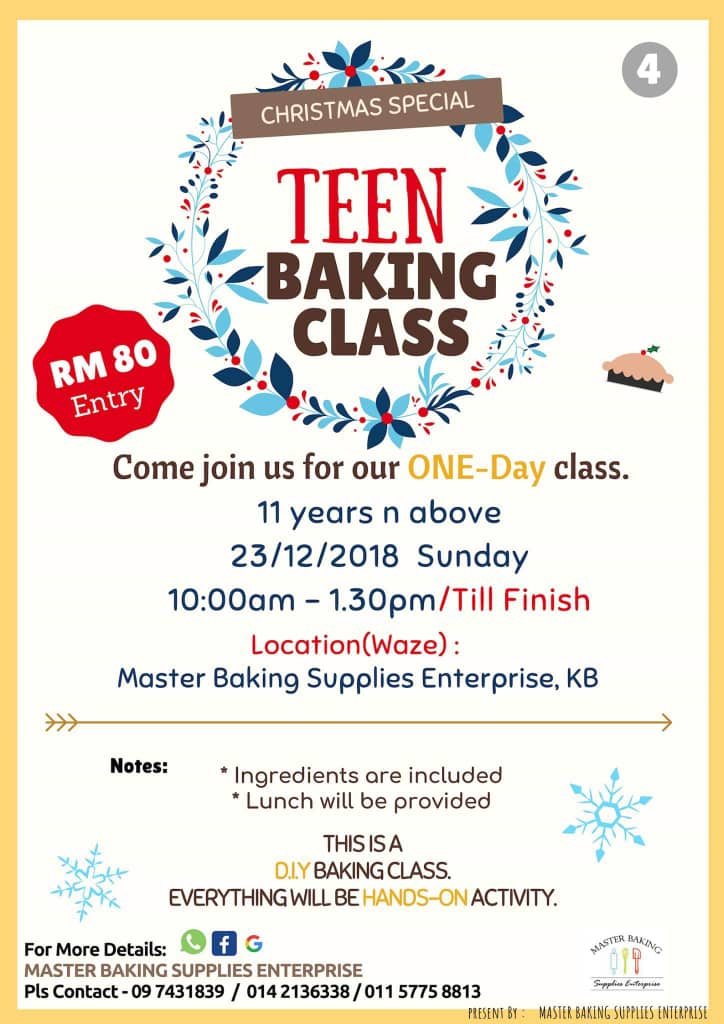 4
CHRISTMAS SPECIAL
TEEN
BAKING
CLASS
RM 80
Entry
Come join us for our ONE-Day class.
11 years n above
23/12/2018 Sunday
10:00am - 1.30pm/Till Finish
Location(Waze) :
Master Baking Supplies Enterprise, KB
Notes:
* Ingredients are included
* Lunch will be provided
THIS IS A
D.I.Y BAKING CLASS.
EVERYTHING WILL BE HANDS-ON ACTIVITY.
For More Details:
MASTER BAKING SUPPLIES ENTERPRISE
Pls Contact - 09 7431839 / 014 2136338 / 011 5775 8813
MASTER BAKING
Supplies Enterprise
PRESENT BY : MASTER BAKING SUPPLIES ENTERPRISE